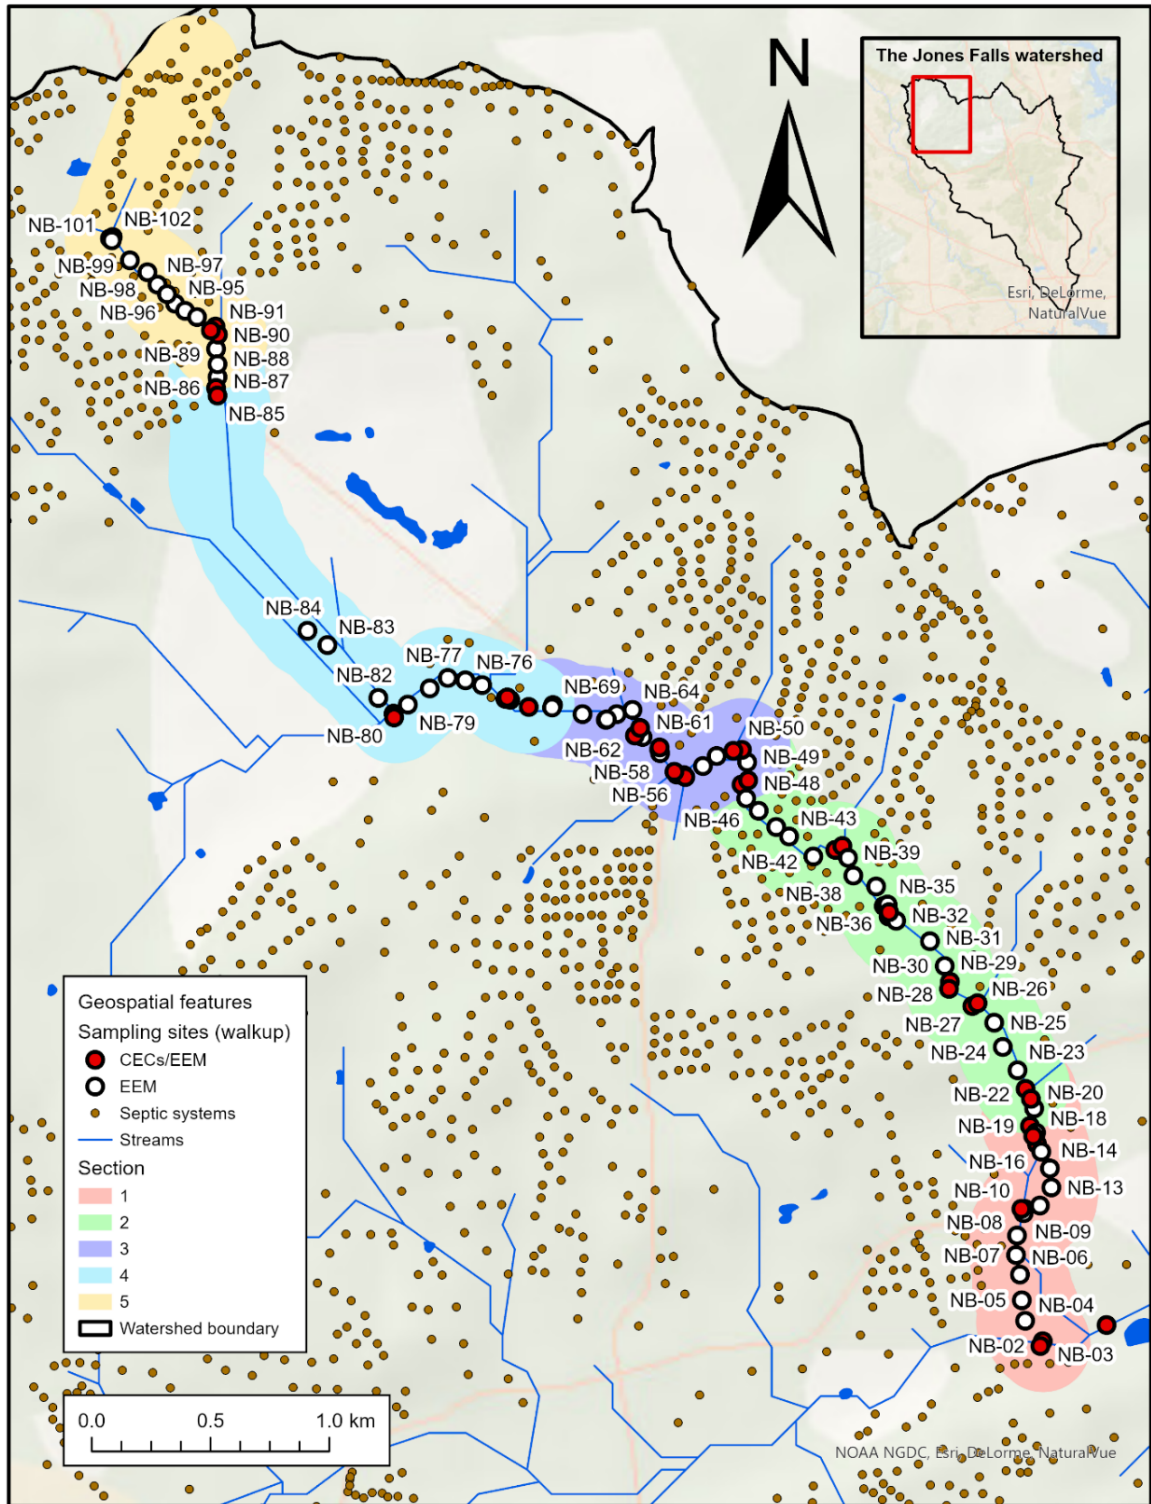 N
The Jones Falls watershed
Esri, DeLorme,
NaturalVue
NB-102
NB-101
NB-97
NB-99
NB-95
NB-98
NB-96
NB-91
NB-90
NB-89
NB-88
NB-87
NB-86
NB-85
NB-84
NB-83
NB-77
NB-76
NB-82
NB-69
NB-64
NB-79
NB-61
NB-80
NB-50
NB-62
NB-49
NB-58
NB-48
NB-56
NB-46
NB-43
NB-42
NB-39
NB-38
NB-35
NB-36
NB-32
NB-31
NB-30
NB-29
NB-28
NB-26
NB-27
NB-25
NB-24
NB-23
NB-22
NB-20
NB-19
NB-18
NB-14
NB-16
NB-13
NB-10
NB-08
NB-09
NB-07
NB-06
NB-05
NB-04
NB-02
NB-03
Geospatial features
Sampling sites (walkup)
CECs/EEM
EEM
Septic systems
Streams
Section
1
2
3
4
5
Watershed boundary
0.0 0.5 1.0 km
NOAA NGDC, Esri, DeLorme, NaturalVue